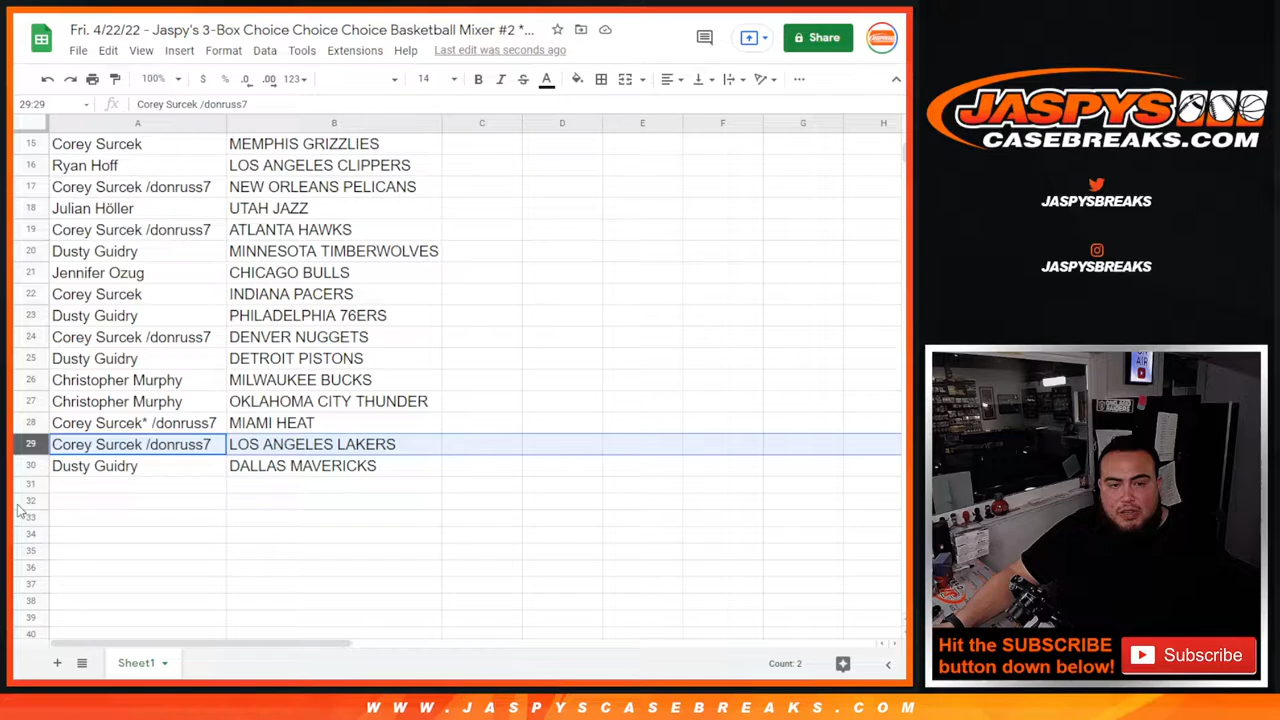 Fri. 4/22/22 - Jaspy's 3-Box Choice Choice Choice Basketball Mixer #2 *...
File Edit View Insert Format Data Tools Extensions Help Last edit was seconds ago
Share
100% $ % .0 .00 123 14 B I S A
29:29 fx Corey Surcek /donruss7
A B C D E F G H
15 Corey Surcek MEMPHIS GRIZZLIES
16 Ryan Hoff LOS ANGELES CLIPPERS
17 Corey Surcek /donruss7 NEW ORLEANS PELICANS
18 Julian Höller UTAH JAZZ
19 Corey Surcek /donruss7 ATLANTA HAWKS
20 Dusty Guidry MINNESOTA TIMBERWOLVES
21 Jennifer Ozug CHICAGO BULLS
22 Corey Surcek INDIANA PACERS
23 Dusty Guidry PHILADELPHIA 76ERS
24 Corey Surcek /donruss7 DENVER NUGGETS
25 Dusty Guidry DETROIT PISTONS
26 Christopher Murphy MILWAUKEE BUCKS
27 Christopher Murphy OKLAHOMA CITY THUNDER
28 Corey Surcek* /donruss7 MIAMI HEAT
29 Corey Surcek /donruss7 LOS ANGELES LAKERS
30 Dusty Guidry DALLAS MAVERICKS
31
32
33
34
35
36
37
38
39
40
Sheet1
Count: 2
JASPYS
CASEBREAKS.COM
JASPYSBREAKS
JASPYSBREAKS
AIR
Hit the SUBSCRIBE
button down below!
Subscribe
WWW.JASPYSCASEBREAKS.COM